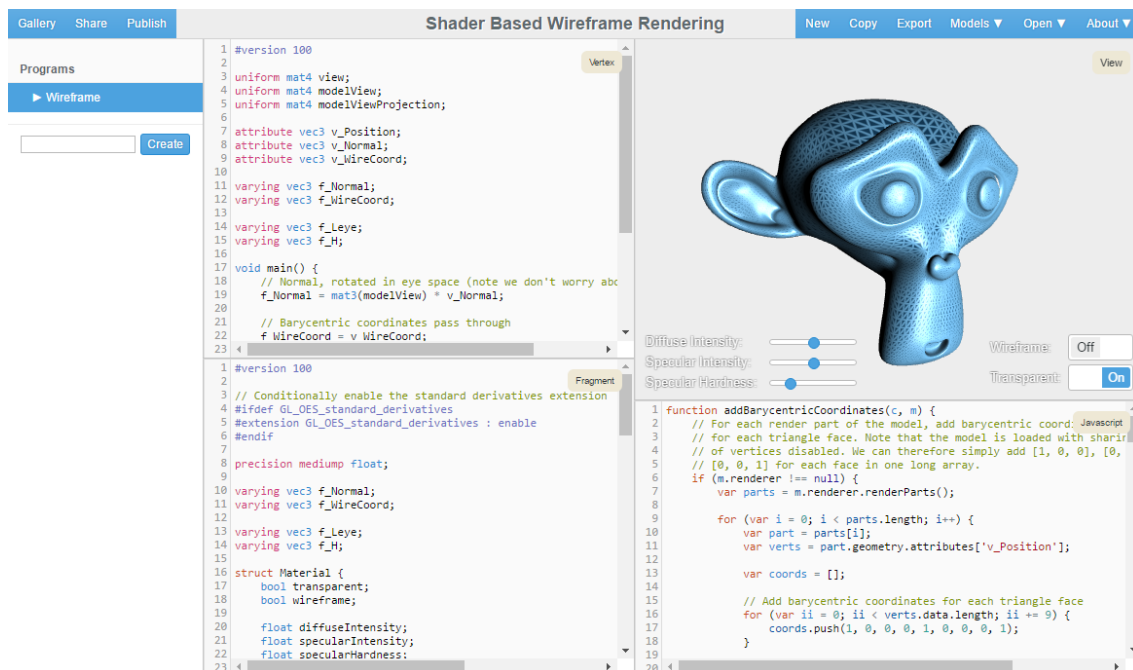 Gallery Share Publish
Shader Based Wireframe Rendering
New Copy Export Models ▼ Open ▼ About ▼
Programs
▶ Wireframe
Create
Vertex
1 #version 100
2
3 uniform mat4 view;
4 uniform mat4 modelView;
5 uniform mat4 modelViewProjection;
6
7 attribute vec3 v_Position;
8 attribute vec3 v_Normal;
9 attribute vec3 v_WireCoord;
10
11 varying vec3 f_Normal;
12 varying vec3 f_WireCoord;
13
14 varying vec3 f_Leye;
15 varying vec3 f_H;
16
17 void main() {
18 // Normal, rotated in eye space (note we don't worry abo
19 f_Normal = mat3(modelView) * v_Normal;
20
21 // Barycentric coordinates pass through
22 f_WireCoord = v_WireCoord;
23
Fragment
1 #version 100
2
3 // Conditionally enable the standard derivatives extension
4 #ifdef GL_OES_standard_derivatives
5 #extension GL_OES_standard_derivatives : enable
6 #endif
7
8 precision mediump float;
9
10 varying vec3 f_Normal;
11 varying vec3 f_WireCoord;
12
13 varying vec3 f_Leye;
14 varying vec3 f_H;
15
16 struct Material {
17 bool transparent;
18 bool wireframe;
19
20 float diffuseIntensity;
21 float specularIntensity;
22 float specularHardness;
23
View
Diffuse Intensity:
Specular Intensity:
Specular Hardness:
Wireframe: Off
Transparent: On
Javascript
1 function addBarycentricCoordinates(c, m) {
2 // For each render part of the model, add barycentric coordi
3 // for each triangle face. Note that the model is loaded with sharin
4 // of vertices disabled. We can therefore simply add [1, 0, 0], [0,
5 // [0, 0, 1] for each face in one long array.
6 if (m.renderer !== null) {
7 var parts = m.renderer.renderParts();
8
9 for (var i = 0; i < parts.length; i++) {
10 var part = parts[i];
11 var verts = part.geometry.attributes['v_Position'];
12
13 var coords = [];
14
15 // Add barycentric coordinates for each triangle face
16 for (var ii = 0; ii < verts.data.length; ii += 9) {
17 coords.push(1, 0, 0, 0, 1, 0, 0, 0, 1);
18 }
19
20